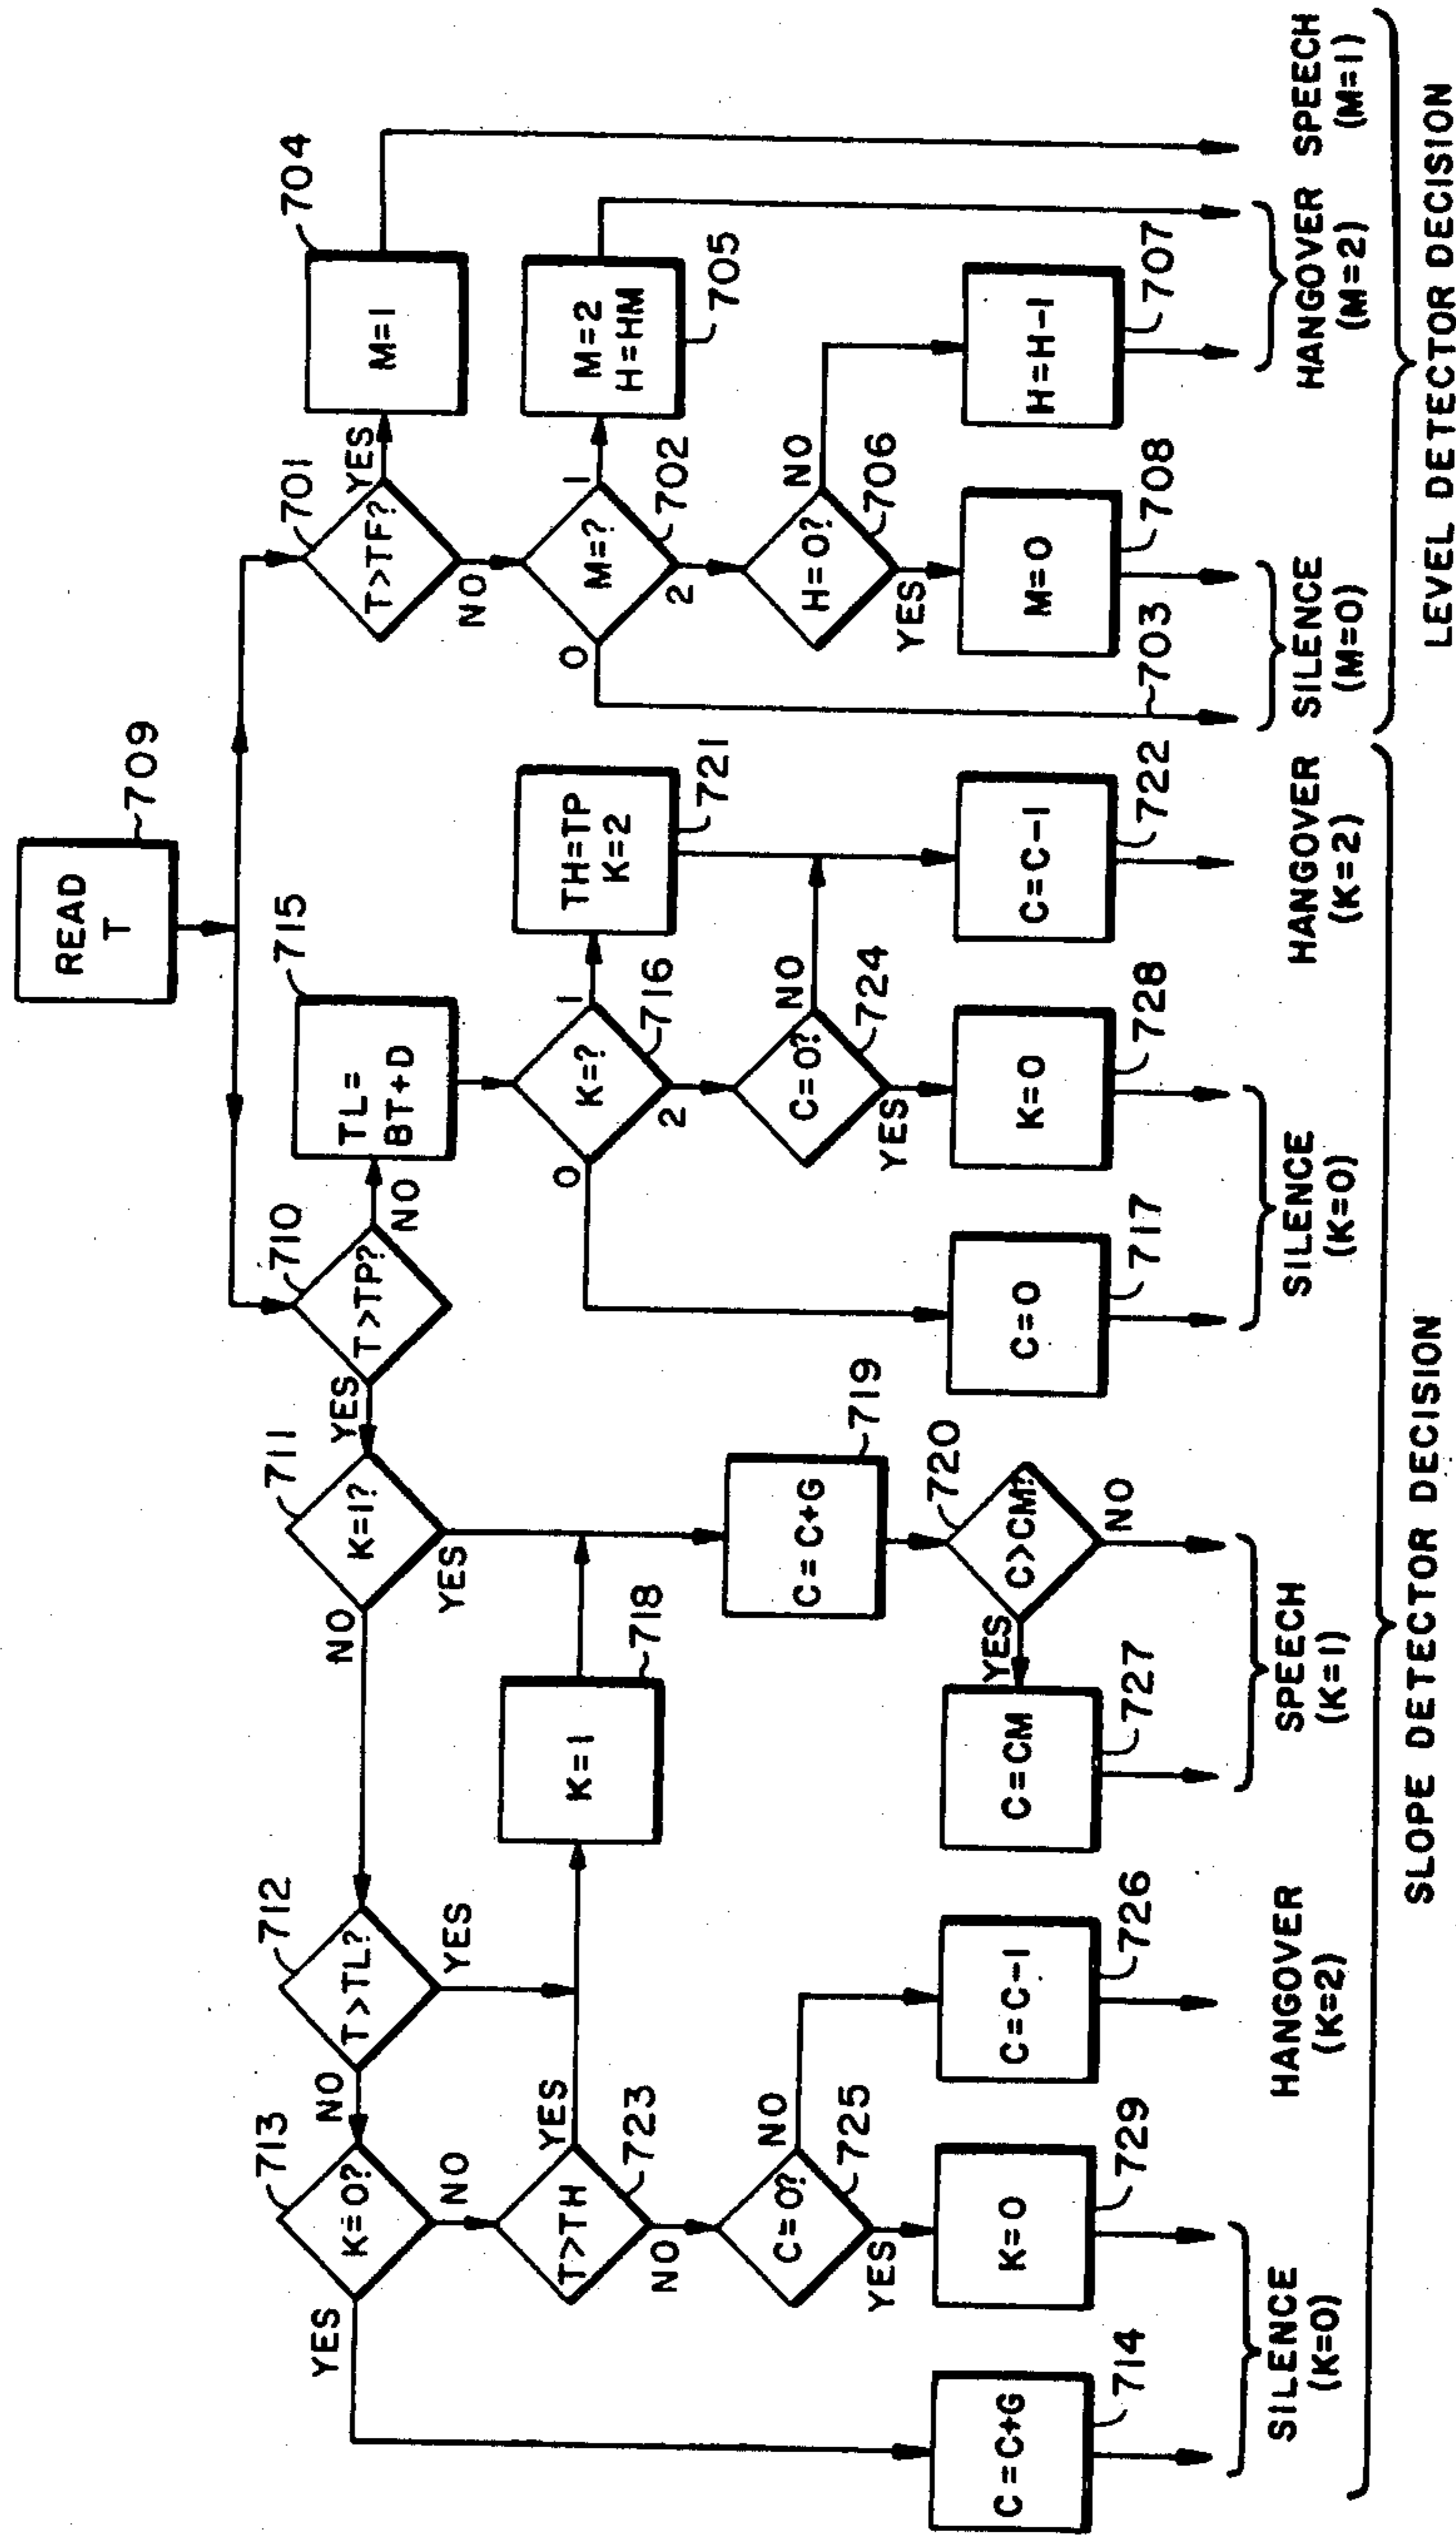 READ
T
709
710
T>TP?
YES
NO
711
K=1?
NO
YES
712
T>TL?
NO
YES
713
K=0?
YES
NO
715
TL=
BT+D
701
T>TF?
YES
NO
704
M=1
T>TH
YES
NO
723
K=1
718
K=?
0
1
2
716
TH=TP
K=2
721
M=?
0
1
2
702
M=2
H=HM
705
C=0?
NO
YES
725
C=C+G
719
C=0?
NO
YES
724
H=0?
NO
YES
706
C=C+G
714
K=0
729
C=C-1
726
C=CM
727
YES
C>CM?
NO
720
C=0
717
K=0
728
C=C-1
722
703
M=0
708
H=H-1
707
SILENCE
(K=0)
HANGOVER
(K=2)
SPEECH
(K=1)
SILENCE
(K=0)
HANGOVER
(K=2)
SILENCE
(M=0)
HANGOVER
(M=2)
SPEECH
(M=1)
SLOPE DETECTOR DECISION
LEVEL DETECTOR DECISION